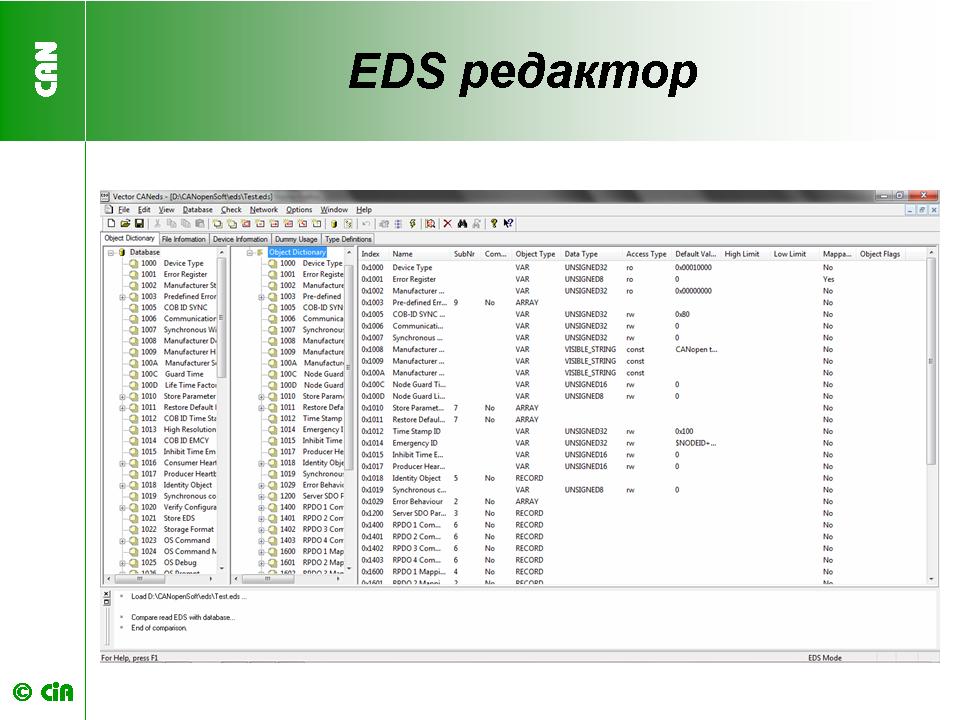 CAN
EDS редактор
Vector CANeds - [D:\CANopenSoft\eds\Test.eds]
File Edit View Database Check Network Options Window Help
Object Dictionary File Information Device Information Dummy Usage Type Definitions
Database
1000 Device Type
1001 Error Register
1002 Manufacturer St
1003 Predefined Error
1005 COB ID SYNC
1006 Communication
1007 Synchronous Wi
1008 Manufacturer D
1009 Manufacturer H
100A Manufacturer S
100C Guard Time
100D Life Time Facto
1010 Store Parameter
1011 Restore Default
1012 COB ID Time Sta
1013 High Resolution
1014 COB ID EMCY
1015 Inhibit Time Em
1016 Consumer Heart
1017 Producer Heartb
1018 Identity Object
1019 Synchronous co
1020 Verify Configura
1021 Store EDS
1022 Storage Format
1023 OS Command
1024 OS Command M
1025 OS Debug
1026 OS Prompt
Object Dictionary
1000 Device Type
1001 Error Registe
1002 Manufacturer
1003 Pre-defined
1005 COB-ID SYN
1006 Communica
1007 Synchronous
1008 Manufacturer
1009 Manufacturer
100A Manufacture
100C Node Guard
100D Node Guard
1010 Store Param
1011 Restore Defa
1012 Time Stamp
1014 Emergency I
1015 Inhibit Time
1017 Producer He
1018 Identity Obje
1019 Synchronous
1029 Error Behavi
1200 Server SDO P
1400 RPDO 1 Com
1401 RPDO 2 Com
1402 RPDO 3 Com
1403 RPDO 4 Com
1600 RPDO 1 Map
1601 RPDO 2 Map
1602 RPDO 3 Map
Index Name SubNr Com... Object Type Data Type Access Type Default Val... High Limit Low Limit Mappa... Object Flags
0x1000 Device Type VAR UNSIGNED32 ro 0x00010000 No
0x1001 Error Register VAR UNSIGNED8 ro 0 Yes
0x1002 Manufacturer ... VAR UNSIGNED32 ro 0x00000000 No
0x1003 Pre-defined Err... 9 No ARRAY No
0x1005 COB-ID SYNC ... VAR UNSIGNED32 rw 0x80 No
0x1006 Communicati... VAR UNSIGNED32 rw 0 No
0x1007 Synchronous ... VAR UNSIGNED32 rw 0 No
0x1008 Manufacturer ... VAR VISIBLE_STRING const CANopen t... No
0x1009 Manufacturer ... VAR VISIBLE_STRING const No
0x100A Manufacturer ... VAR VISIBLE_STRING const No
0x100C Node Guard Ti... VAR UNSIGNED16 rw 0 No
0x100D Node Guard Li... VAR UNSIGNED8 rw 0 No
0x1010 Store Paramet... 7 No ARRAY No
0x1011 Restore Defaul... 7 No ARRAY No
0x1012 Time Stamp ID VAR UNSIGNED32 rw 0x100 No
0x1014 Emergency ID VAR UNSIGNED32 rw $NODEID+... No
0x1015 Inhibit Time E... VAR UNSIGNED16 rw 0 No
0x1017 Producer Hear... VAR UNSIGNED16 rw 0 No
0x1018 Identity Object 5 No RECORD No
0x1019 Synchronous c... VAR UNSIGNED8 rw 0 No
0x1029 Error Behaviour 2 No ARRAY No
0x1200 Server SDO Par... 3 No RECORD No
0x1400 RPDO 1 Com... 6 No RECORD No
0x1401 RPDO 2 Com... 6 No RECORD No
0x1402 RPDO 3 Com... 6 No RECORD No
0x1403 RPDO 4 Com... 6 No RECORD No
0x1600 RPDO 1 Mappi... 4 No RECORD No
0x1601 RPDO 2 Mappi... 2 No RECORD No
Load D:\CANopenSoft\eds\Test.eds ...
Compare read EDS with database...
End of comparison.
For Help, press F1 EDS Mode
© CiA